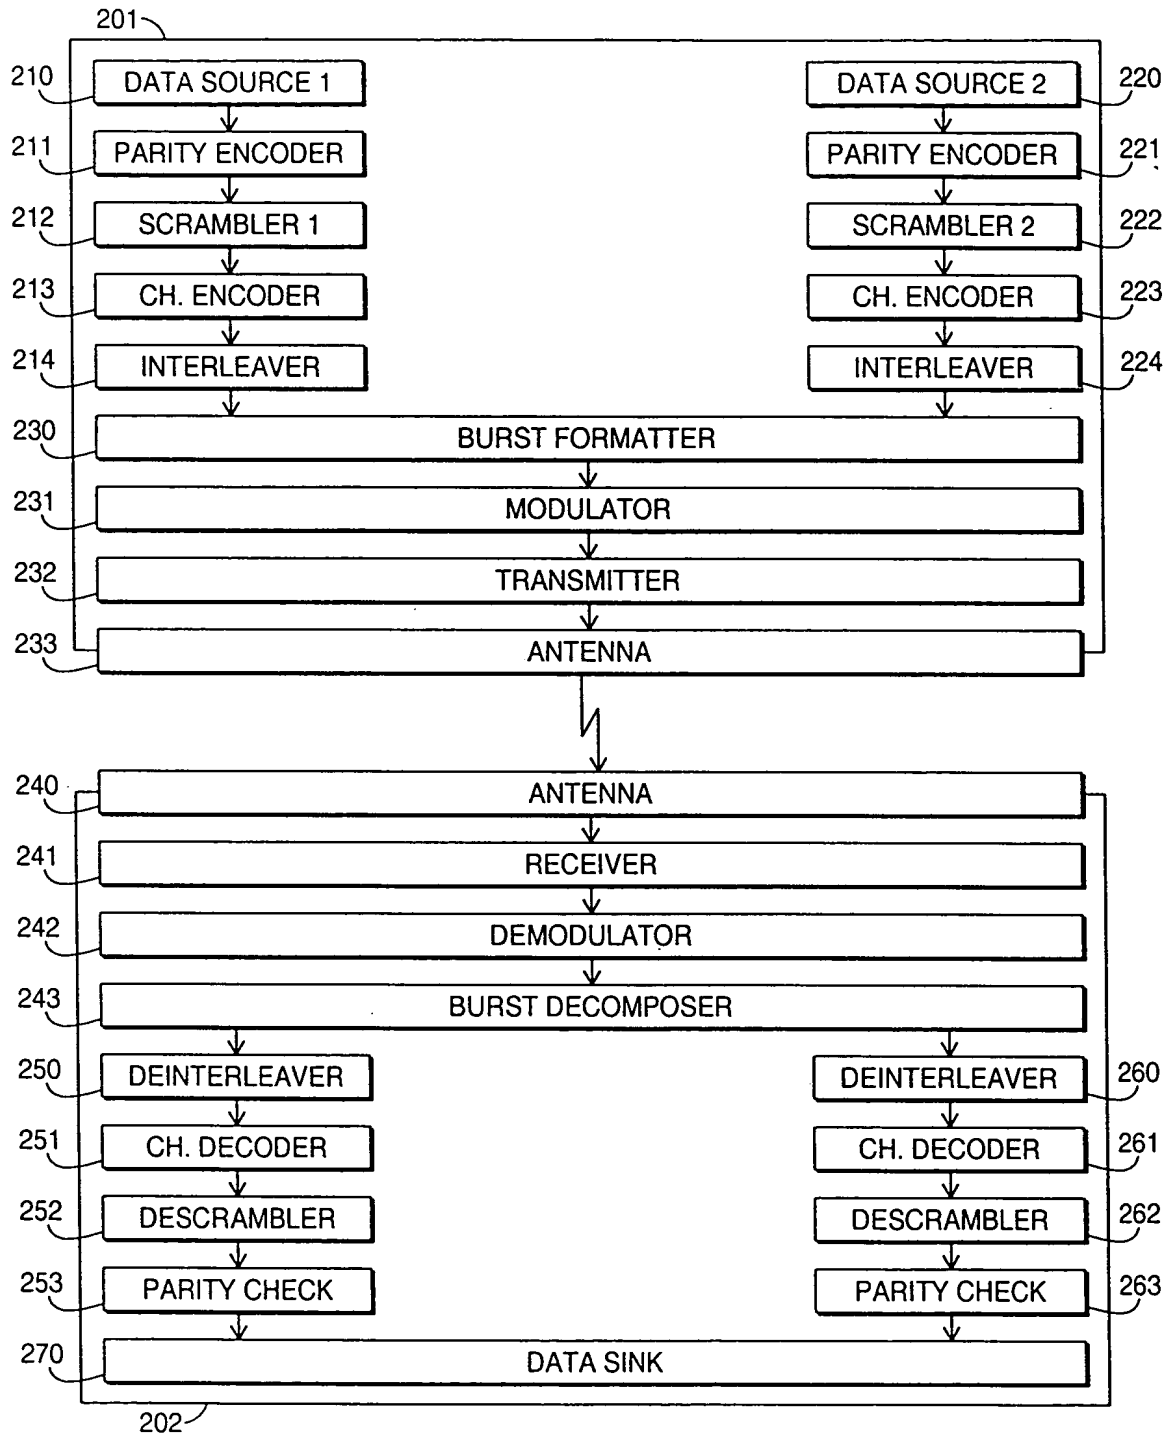 201
210 DATA SOURCE 1 DATA SOURCE 2 220
211 PARITY ENCODER PARITY ENCODER 221
212 SCRAMBLER 1 SCRAMBLER 2 222
213 CH. ENCODER CH. ENCODER 223
214 INTERLEAVER INTERLEAVER 224
230 BURST FORMATTER
231 MODULATOR
232 TRANSMITTER
233 ANTENNA
240 ANTENNA
241 RECEIVER
242 DEMODULATOR
243 BURST DECOMPOSER
250 DEINTERLEAVER DEINTERLEAVER 260
251 CH. DECODER CH. DECODER 261
252 DESCRAMBLER DESCRAMBLER 262
253 PARITY CHECK PARITY CHECK 263
270 DATA SINK
202